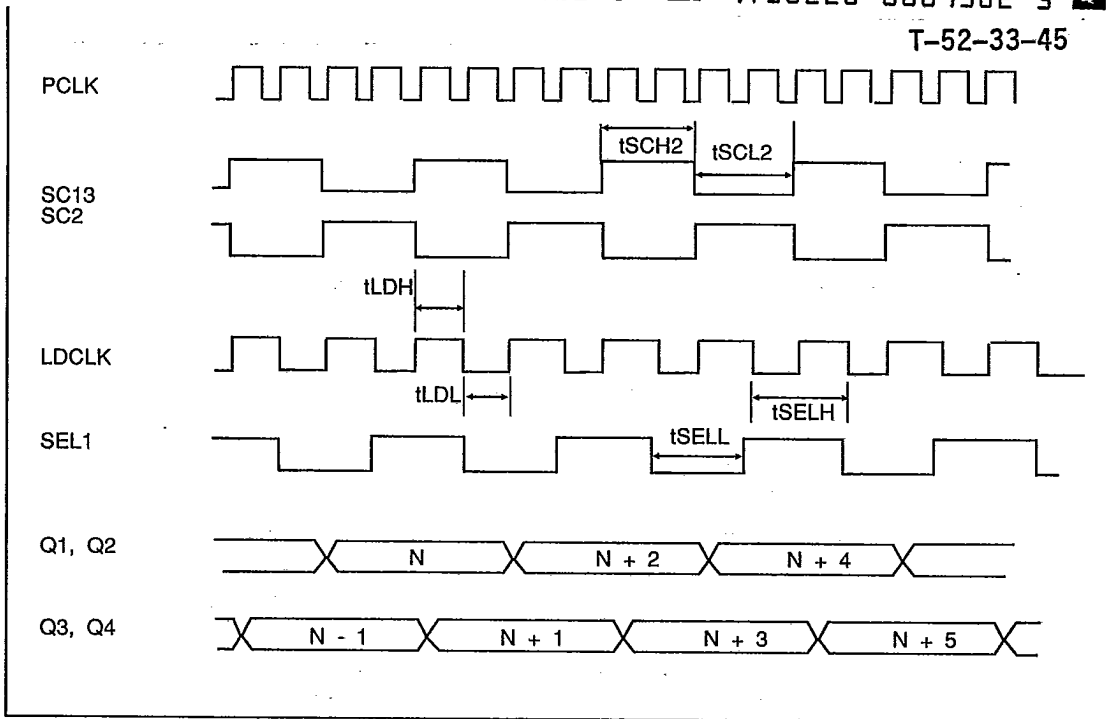 T-52-33-45
PCLK
tSCH2
tSCL2
SC13
SC2
tLDH
LDCLK
tLDL
tSELH
SEL1
tSELL
Q1, Q2
N
N + 2
N + 4
Q3, Q4
N - 1
N + 1
N + 3
N + 5